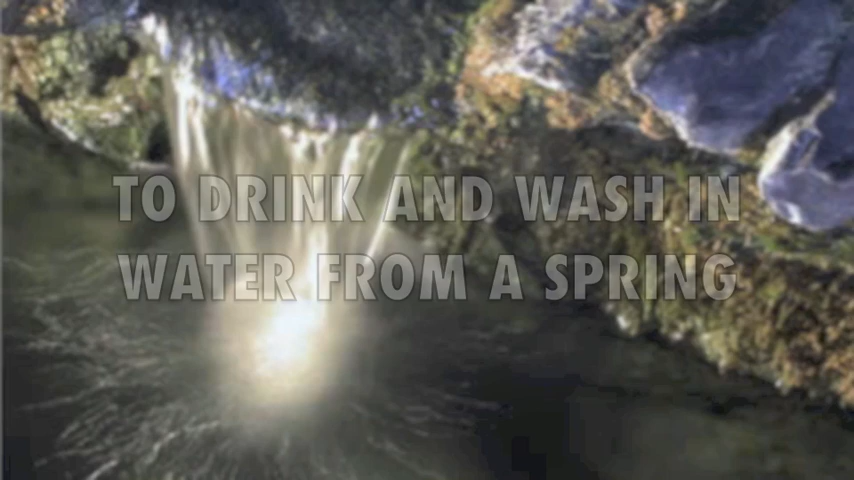 TO DRINK AND WASH IN
WATER FROM A SPRING